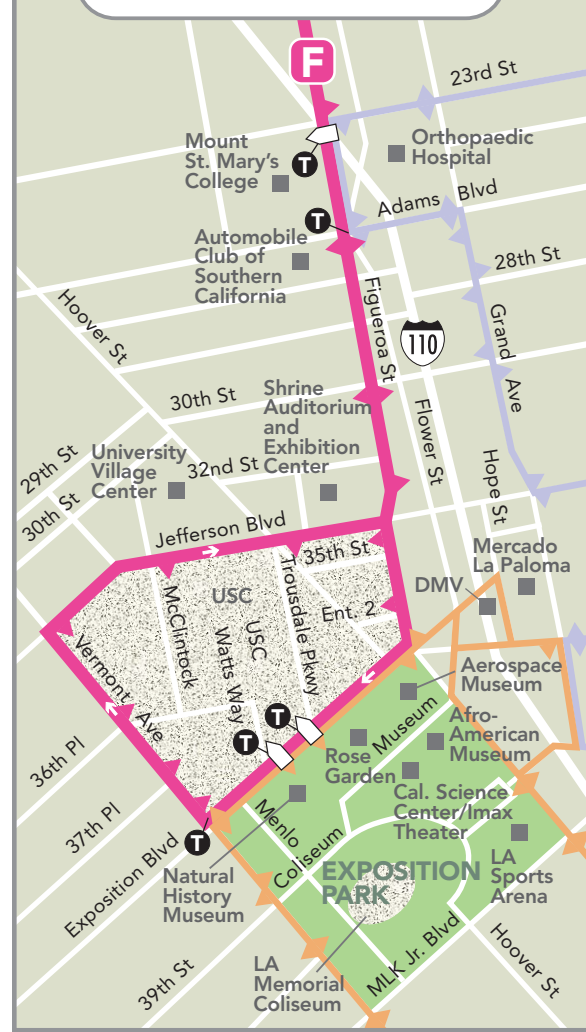 F
23rd St
Mount
St. Mary's
College
T
Orthopaedic
Hospital
Adams Blvd
T
Automobile
Club of
Southern
California
28th St
Hoover St
Figueroa St
110
Grand Ave
30th St
Shrine
Auditorium
and
Exhibition
Center
Flower St
29th St
University
Village
Center
32nd St
Hope St
30th St
Jefferson Blvd
Mercado
La Paloma
35th St
DMV
USC
McClintock
Trousdale Pkwy
Ent. 2
USC
Watts Way
Vermont Ave
Aerospace
Museum
Museum
Afro-
American
Museum
T
T
Rose
Garden
36th Pl
Cal. Science
Center/Imax
Theater
37th Pl
Menlo
Coliseum
T
Exposition Blvd
Natural
History
Museum
EXPOSITION
PARK
LA
Sports
Arena
MLK Jr. Blvd
Hoover St
39th St
LA
Memorial
Coliseum